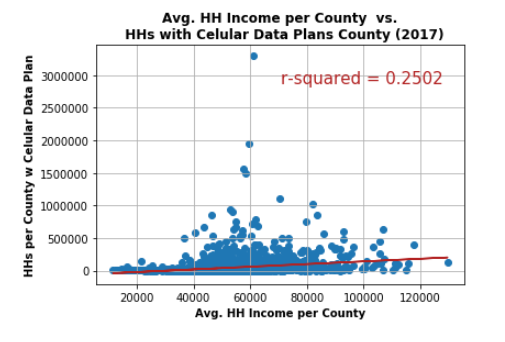 Avg. HH Income per County vs.
HHs with Celular Data Plans County (2017)
r-squared = 0.2502
HHs per County w Celular Data Plan
3000000
2500000
2000000
1500000
1000000
500000
0
20000 40000 60000 80000 100000 120000
Avg. HH Income per County